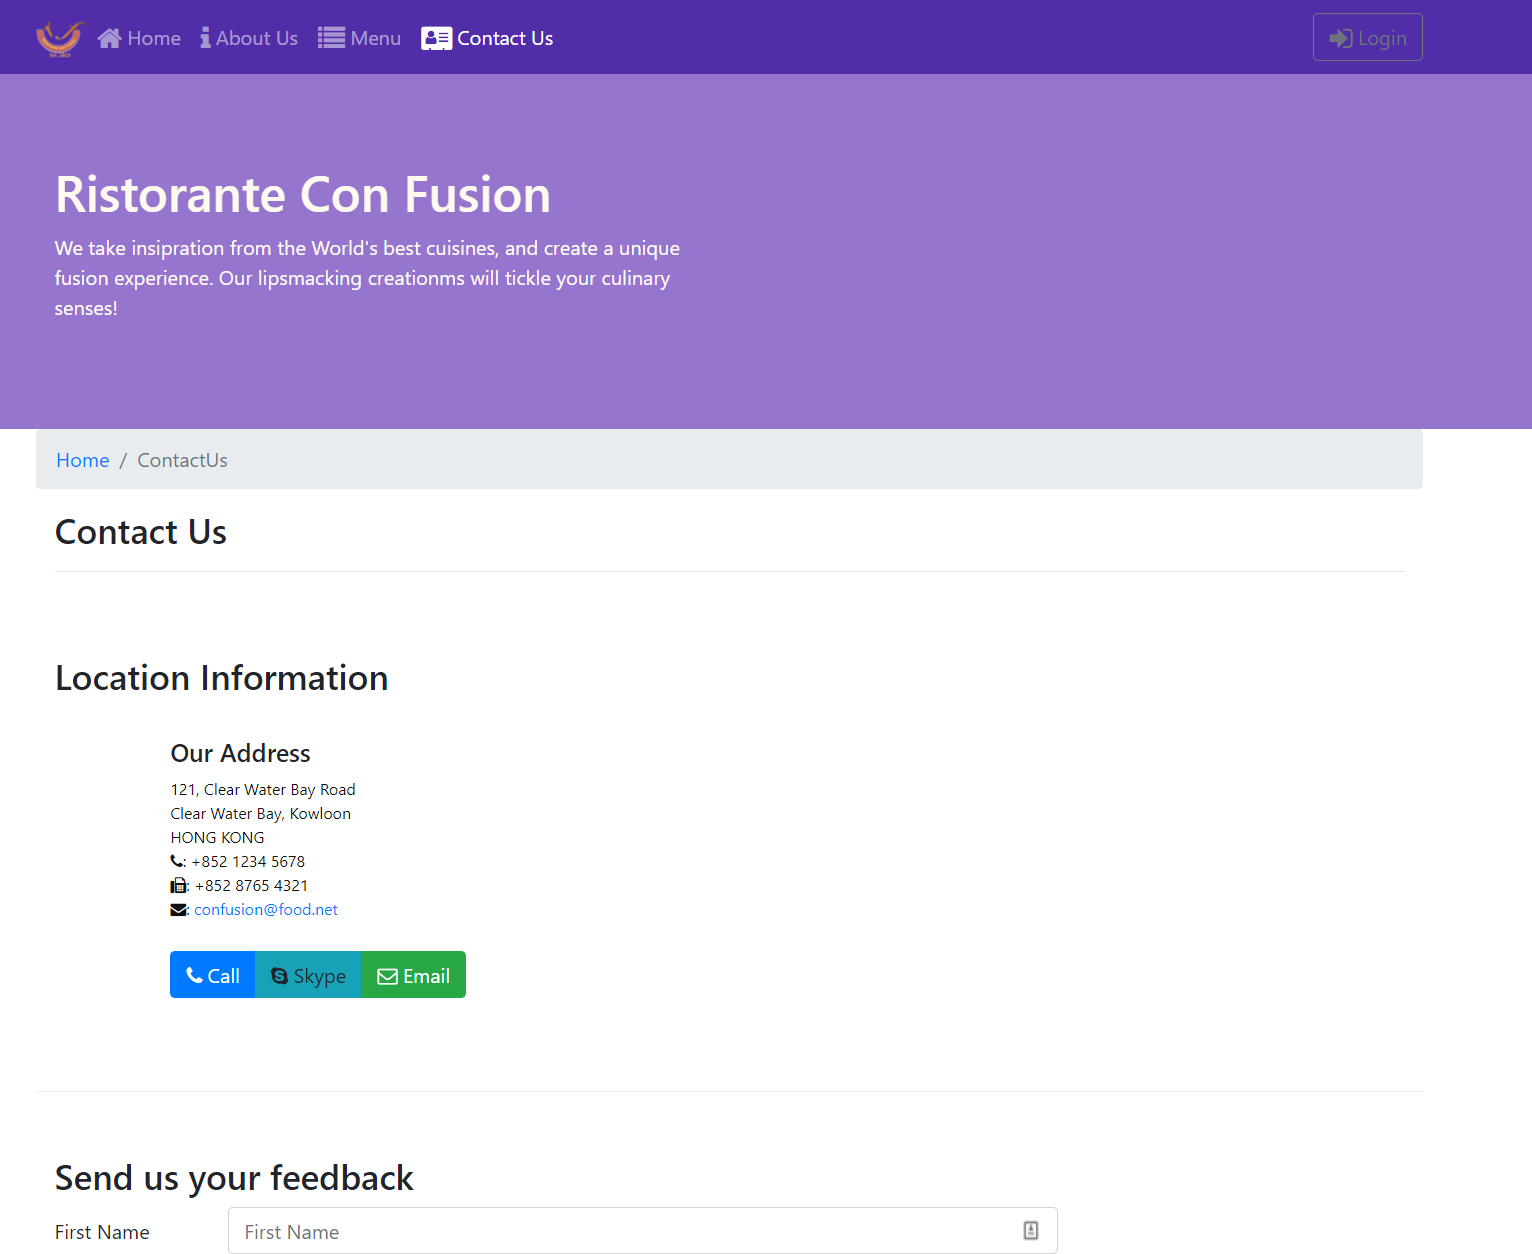 Home About Us Menu Contact Us Login
Ristorante Con Fusion
We take insipration from the World's best cuisines, and create a unique
fusion experience. Our lipsmacking creationms will tickle your culinary
senses!
Home / ContactUs
Contact Us
Location Information
Our Address
121, Clear Water Bay Road
Clear Water Bay, Kowloon
HONG KONG
: +852 1234 5678
: +852 8765 4321
: confusion@food.net
Call Skype Email
Send us your feedback
First Name First Name